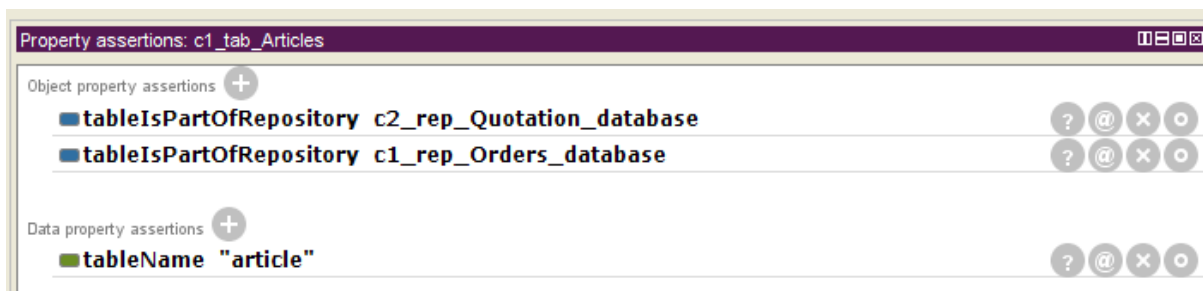 Property assertions: c1_tab_Articles
Object property assertions
tableIsPartOfRepository c2_rep_Quotation_database
tableIsPartOfRepository c1_rep_Orders_database
Data property assertions
tableName "article"